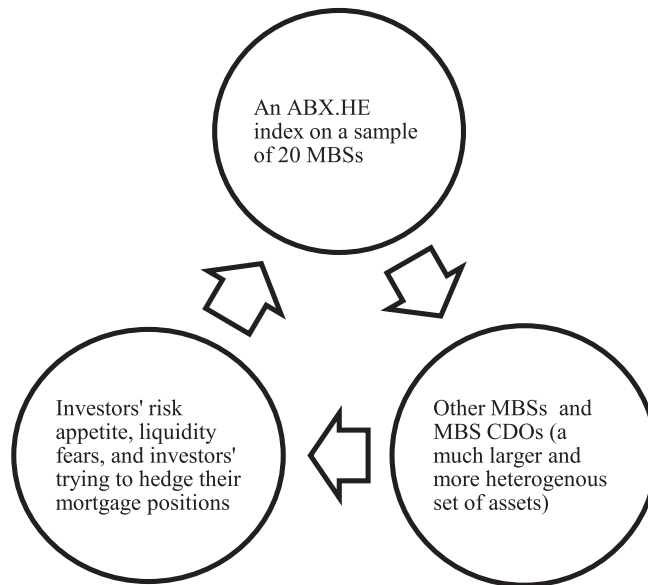 An ABX.HE
index on a sample
of 20 MBSs
Investors' risk
appetite, liquidity
fears, and investors'
trying to hedge their
mortgage positions
Other MBSs and
MBS CDOs (a
much larger and
more heterogenous
set of assets)